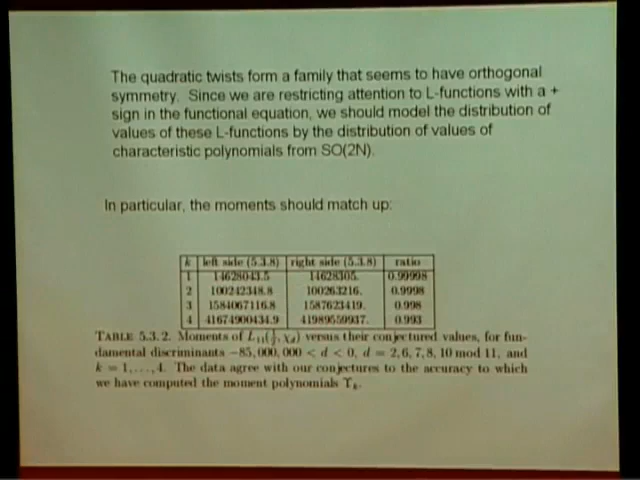 The quadratic twists form a family that seems to have orthogonal
symmetry. Since we are restricting attention to L-functions with a +
sign in the functional equation, we should model the distribution of
values of these L-functions by the distribution of values of
characteristic polynomials from SO(2N).
In particular, the moments should match up:
k left side (5.3.8) right side (5.3.8) ratio
1 14628043.5 14628305. 0.99998
2 100242348.8 100263216. 0.9998
3 1584067116.8 1587623419. 0.998
4 41674900434.9 41989559937. 0.993
TABLE 5.3.2. Moments of L₁₁(½, χd) versus their conjectured values, for fun-
damental discriminants −85,000,000 < d < 0, d = 2,6,7,8,10 mod 11, and
k = 1,...,4. The data agree with our conjectures to the accuracy to which
we have computed the moment polynomials Υk.